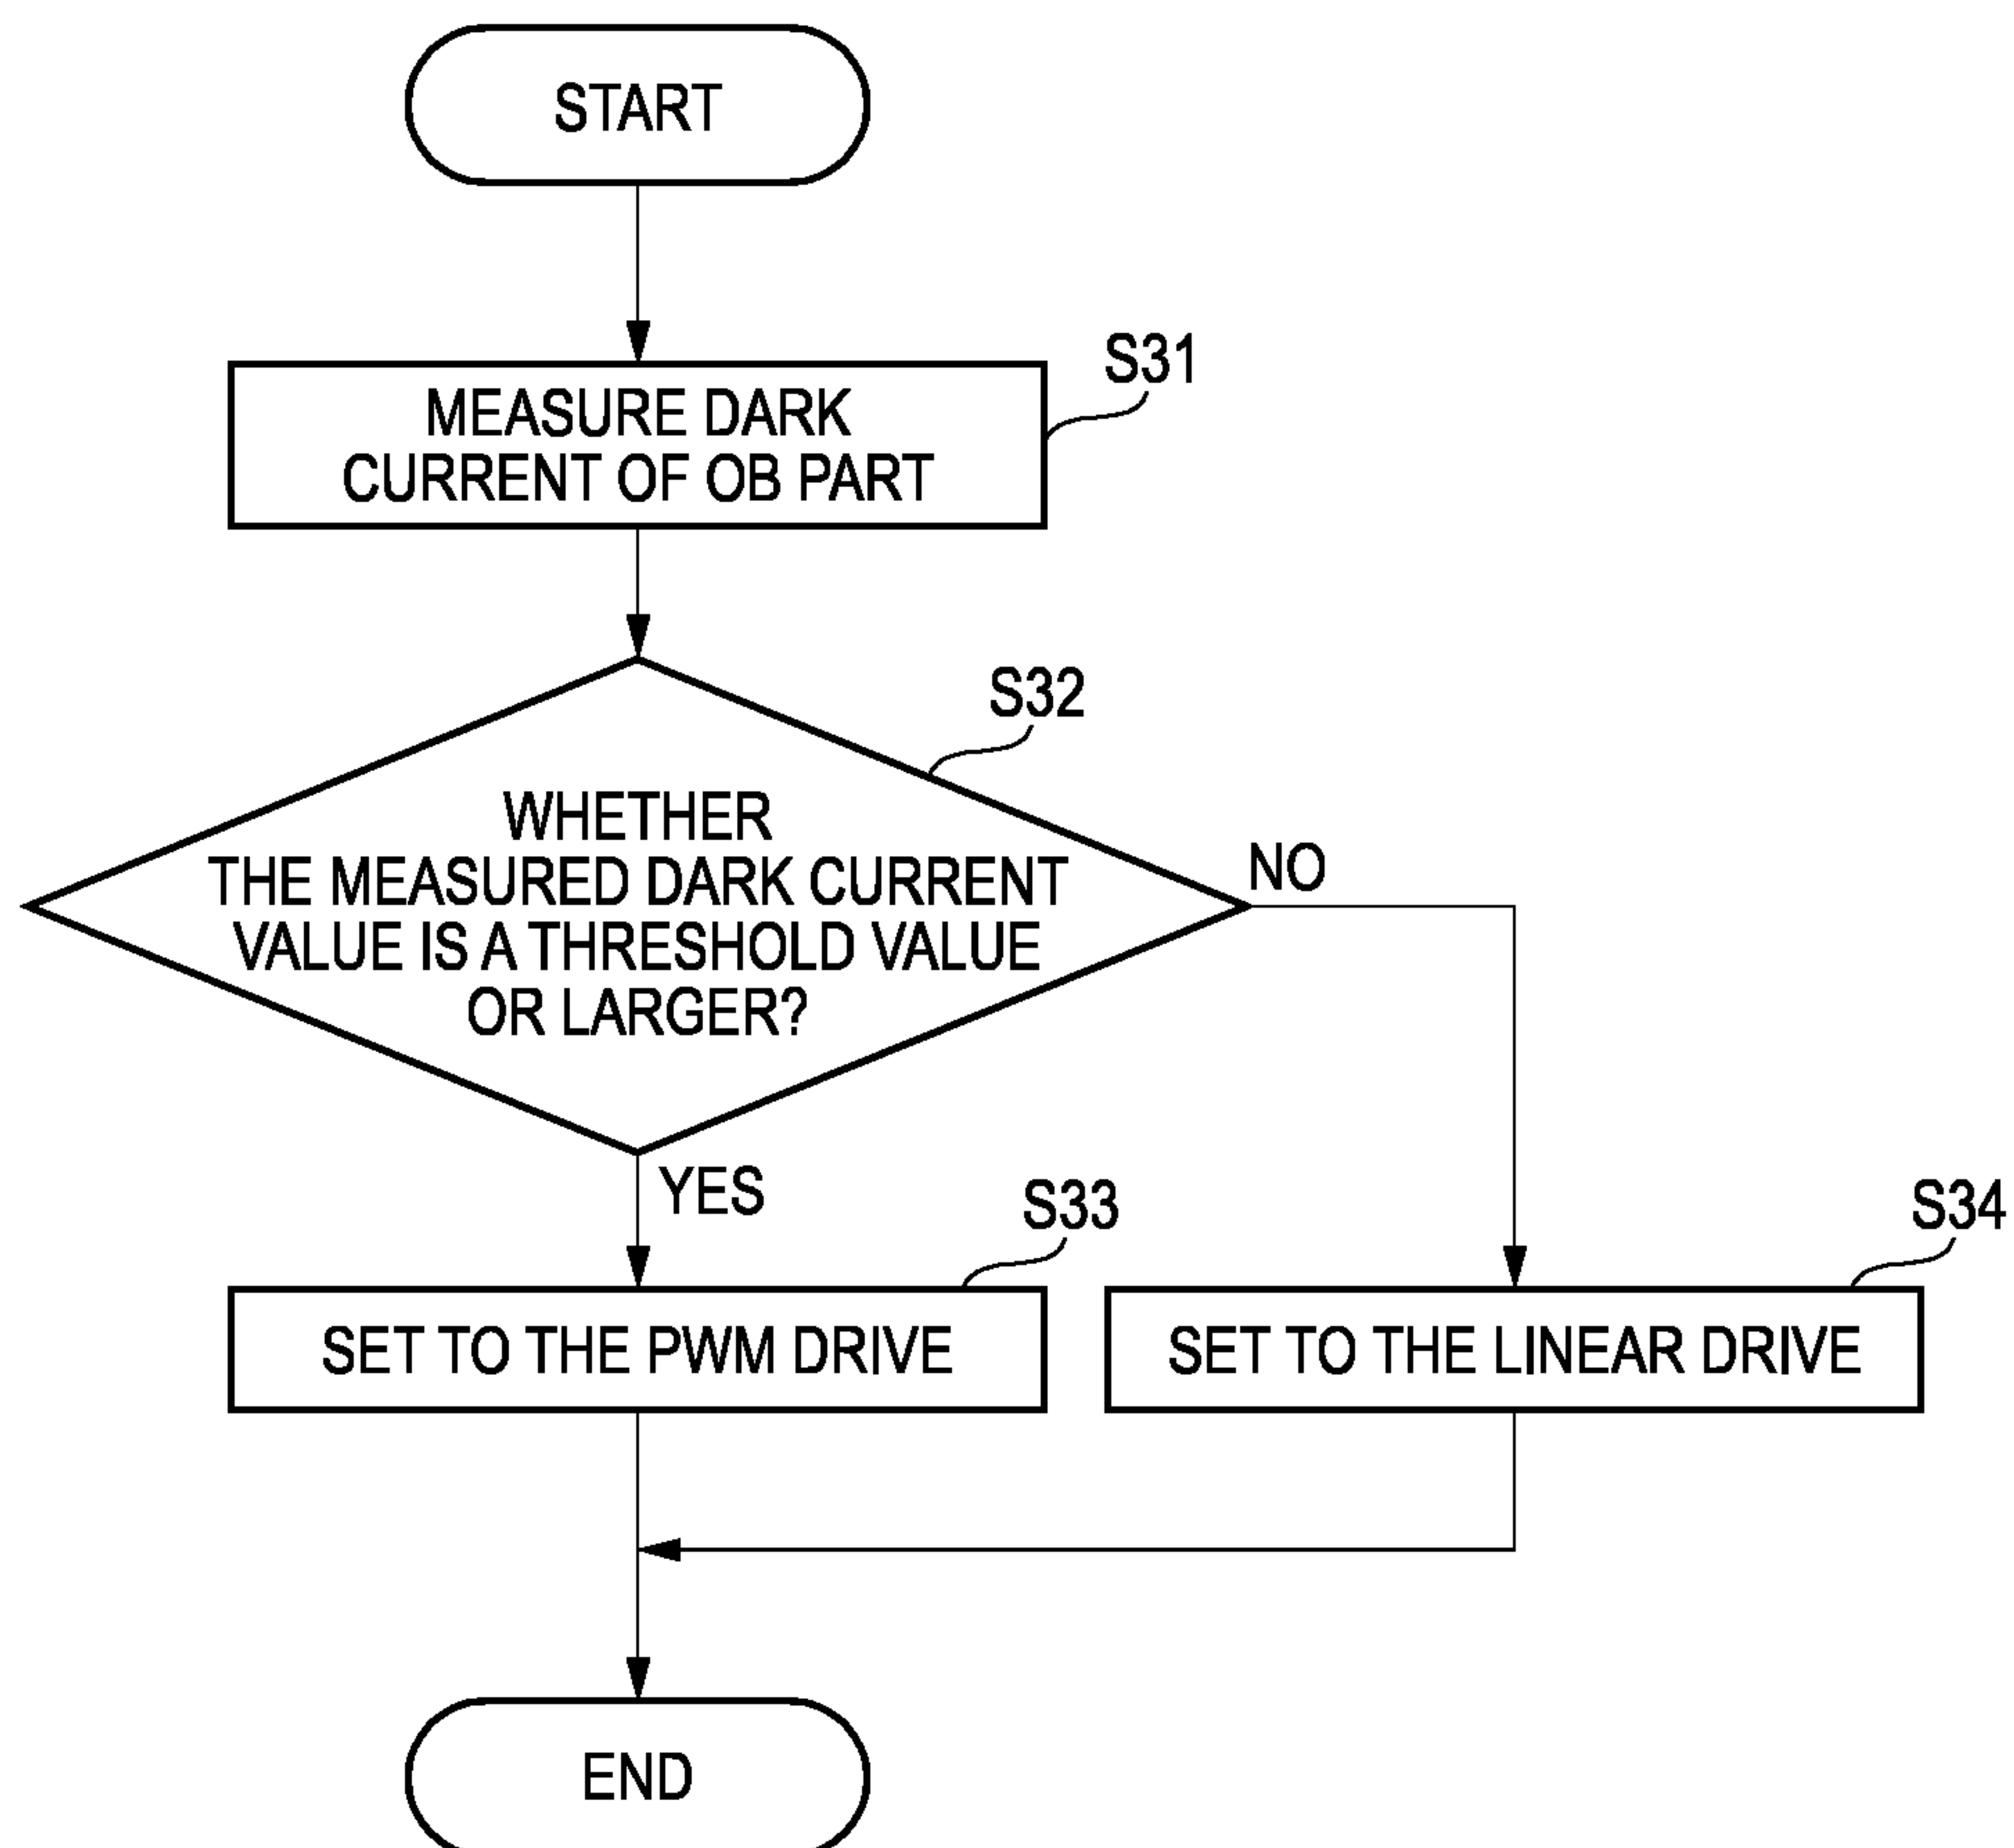 START
S31
MEASURE DARK
CURRENT OF OB PART
S32
WHETHER
THE MEASURED DARK CURRENT
VALUE IS A THRESHOLD VALUE
OR LARGER?
NO
YES
S33
S34
SET TO THE PWM DRIVE
SET TO THE LINEAR DRIVE
END